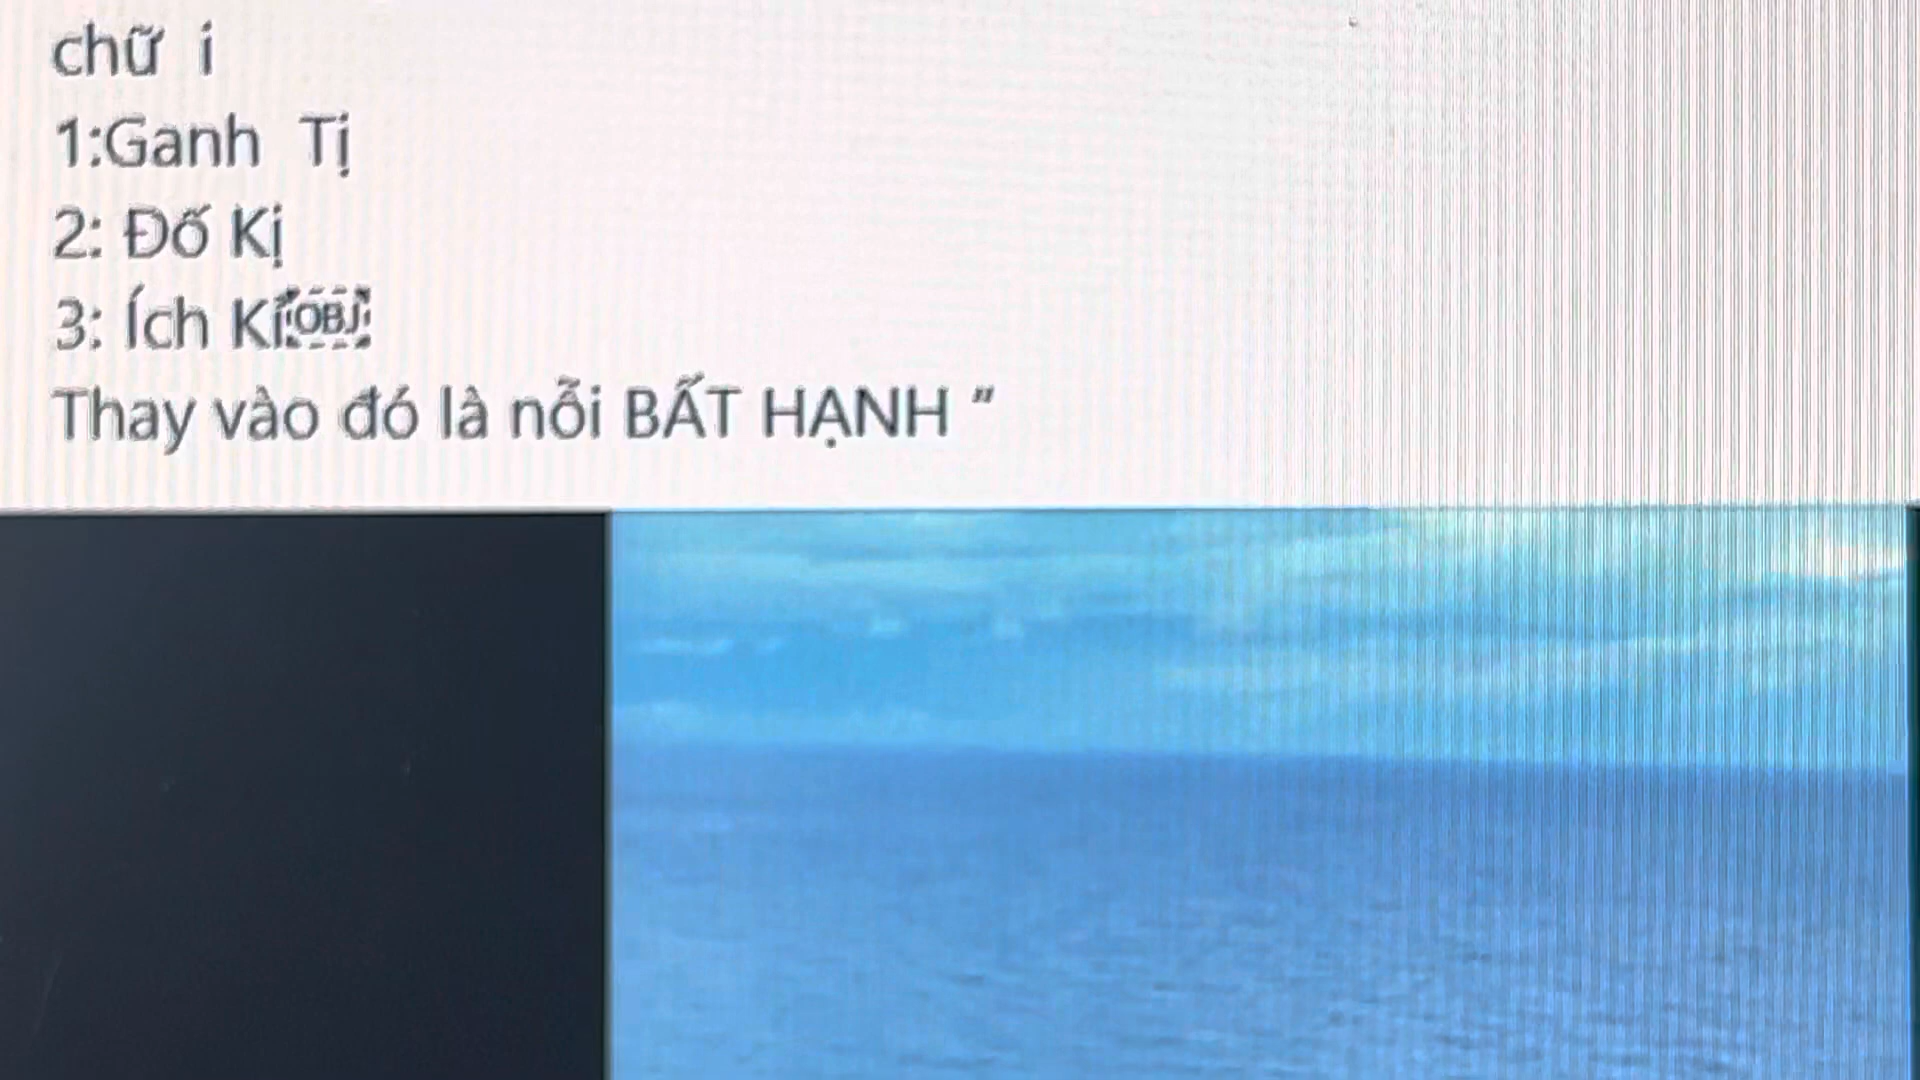 chữ i
1:Ganh Tị
2: Đố Kị
3: Ích Kỉ￼
Thay vào đó là nỗi BẤT HẠNH "